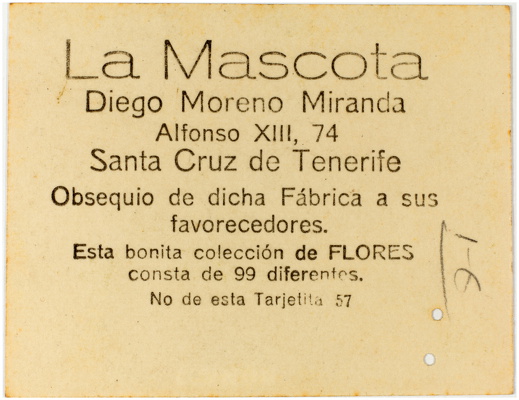 La Mascota
Diego Moreno Miranda
Alfonso XIII, 74
Santa Cruz de Tenerife
Obsequio de dicha Fábrica a sus
favorecedores.
Esta bonita colección de FLORES
consta de 99 diferentes.
No de esta Tarjetita 57